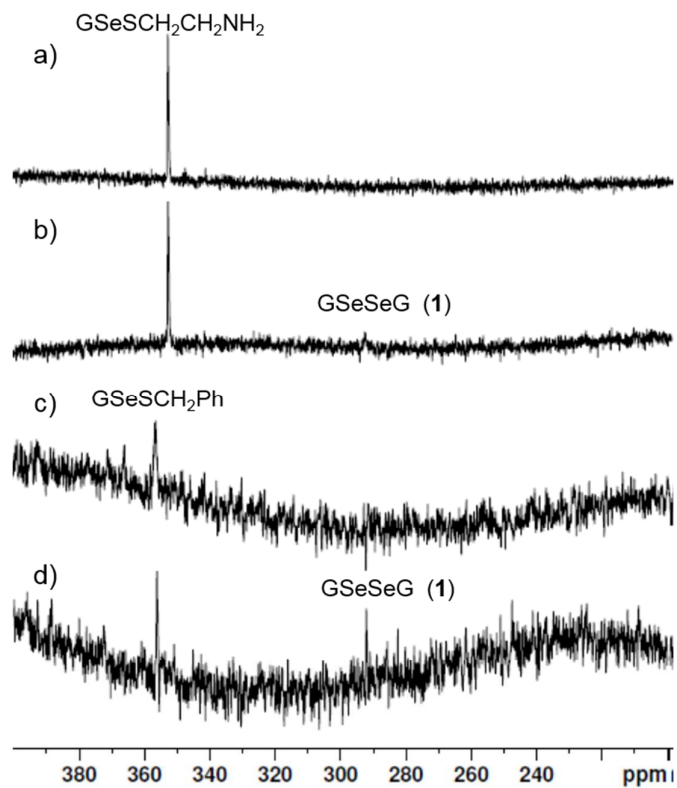 GSeSCH₂CH₂NH₂
a)
b)
GSeSeG (1)
c) GSeSCH₂Ph
d)
GSeSeG (1)
380 360 340 320 300 280 260 240 ppm